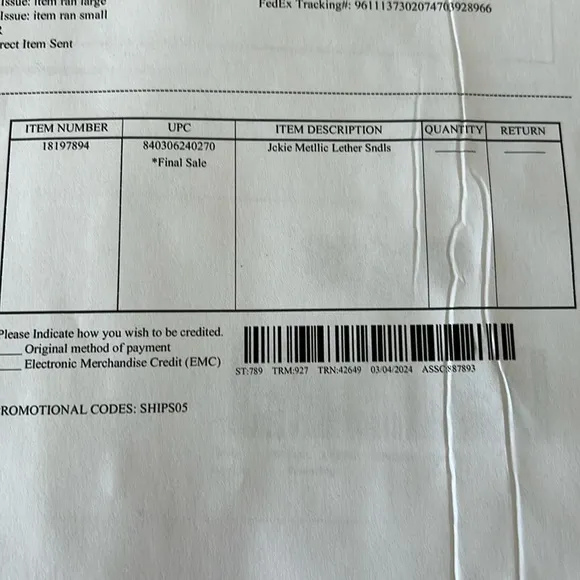 Issue: item ran large
FedEx Tracking#: 9611137302074703928966
Issue: item ran small
rect Item Sent
ITEM NUMBER UPC ITEM DESCRIPTION QUANTITY RETURN
18197894 840306240270 Jckie Metllic Lether Sndls
*Final Sale
Please Indicate how you wish to be credited.
Original method of payment
Electronic Merchandise Credit (EMC)
ST:789 TRM:927 TRN:42649 03/04/2024 ASSC:887893
ROMOTIONAL CODES: SHIPS05